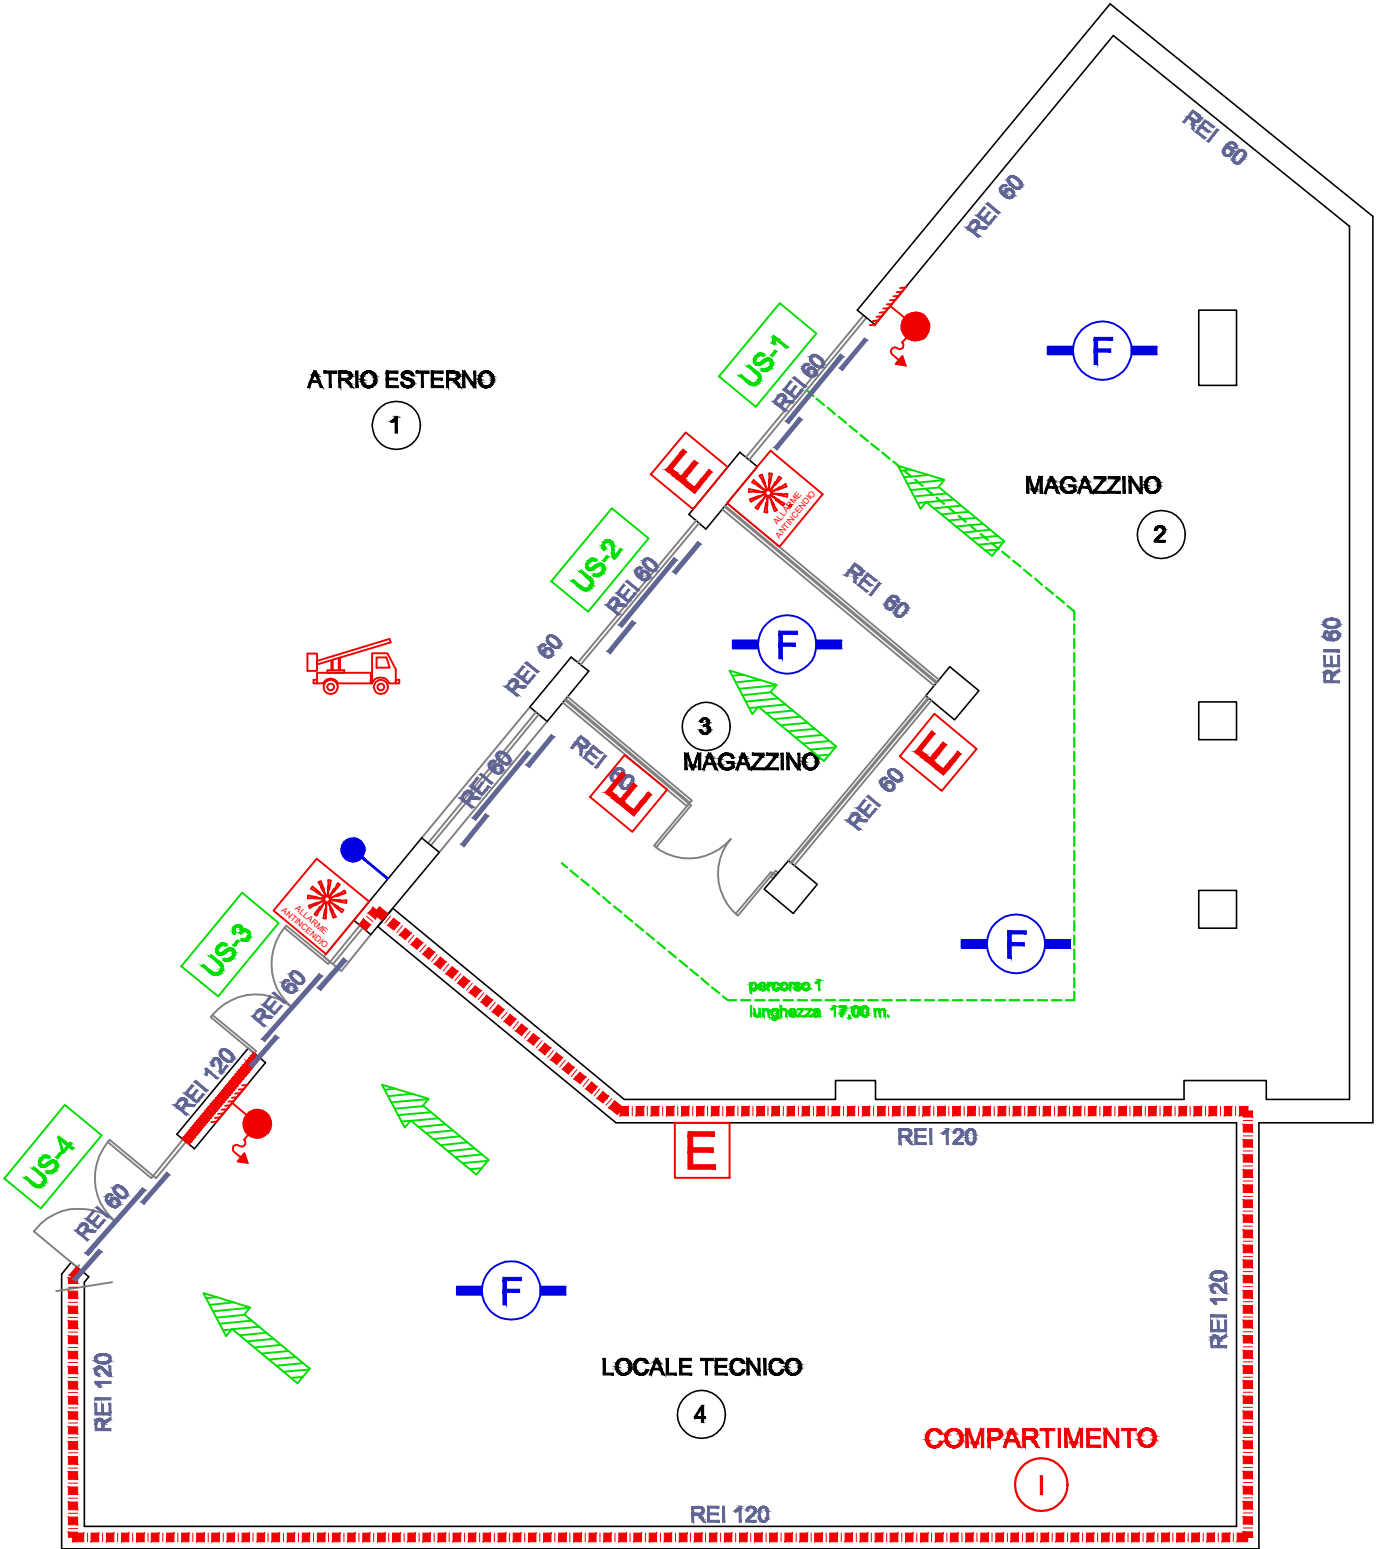 REI 60
REI 60
US-1
REI 60
F
ATRIO ESTERNO
1
E
ALLARME
ANTINCENDIO
MAGAZZINO
2
US-2
REI 60
REI 60
F
REI 60
REI 60
3
MAGAZZINO
REI 60
E
REI 60
E
REI 60
ALLARME
ANTINCENDIO
US-3
REI 60
F
percorso 1
lunghezza 17,00 m.
REI 120
US-4
REI 60
E
REI 120
F
REI 120
REI 120
LOCALE TECNICO
4
COMPARTIMENTO
I
REI 120